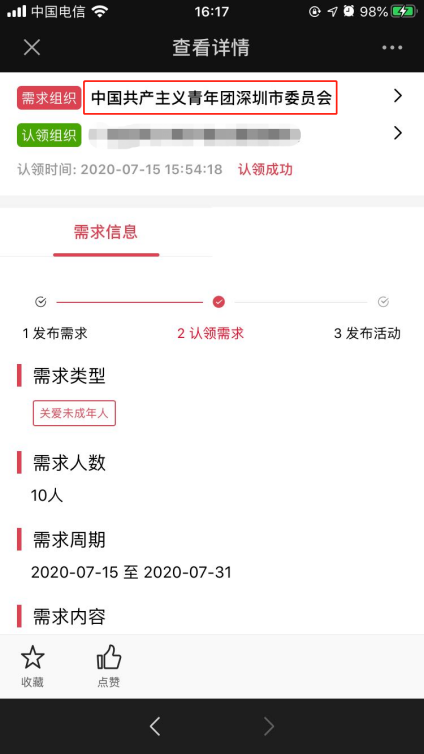 中国电信 16:17 98%
查看详情
需求组织 中国共产主义青年团深圳市委员会
认领组织
认领时间: 2020-07-15 15:54:18 认领成功
需求信息
1 发布需求 2 认领需求 3 发布活动
需求类型
关爱未成年人
需求人数
10人
需求周期
2020-07-15 至 2020-07-31
需求内容
收藏 点赞